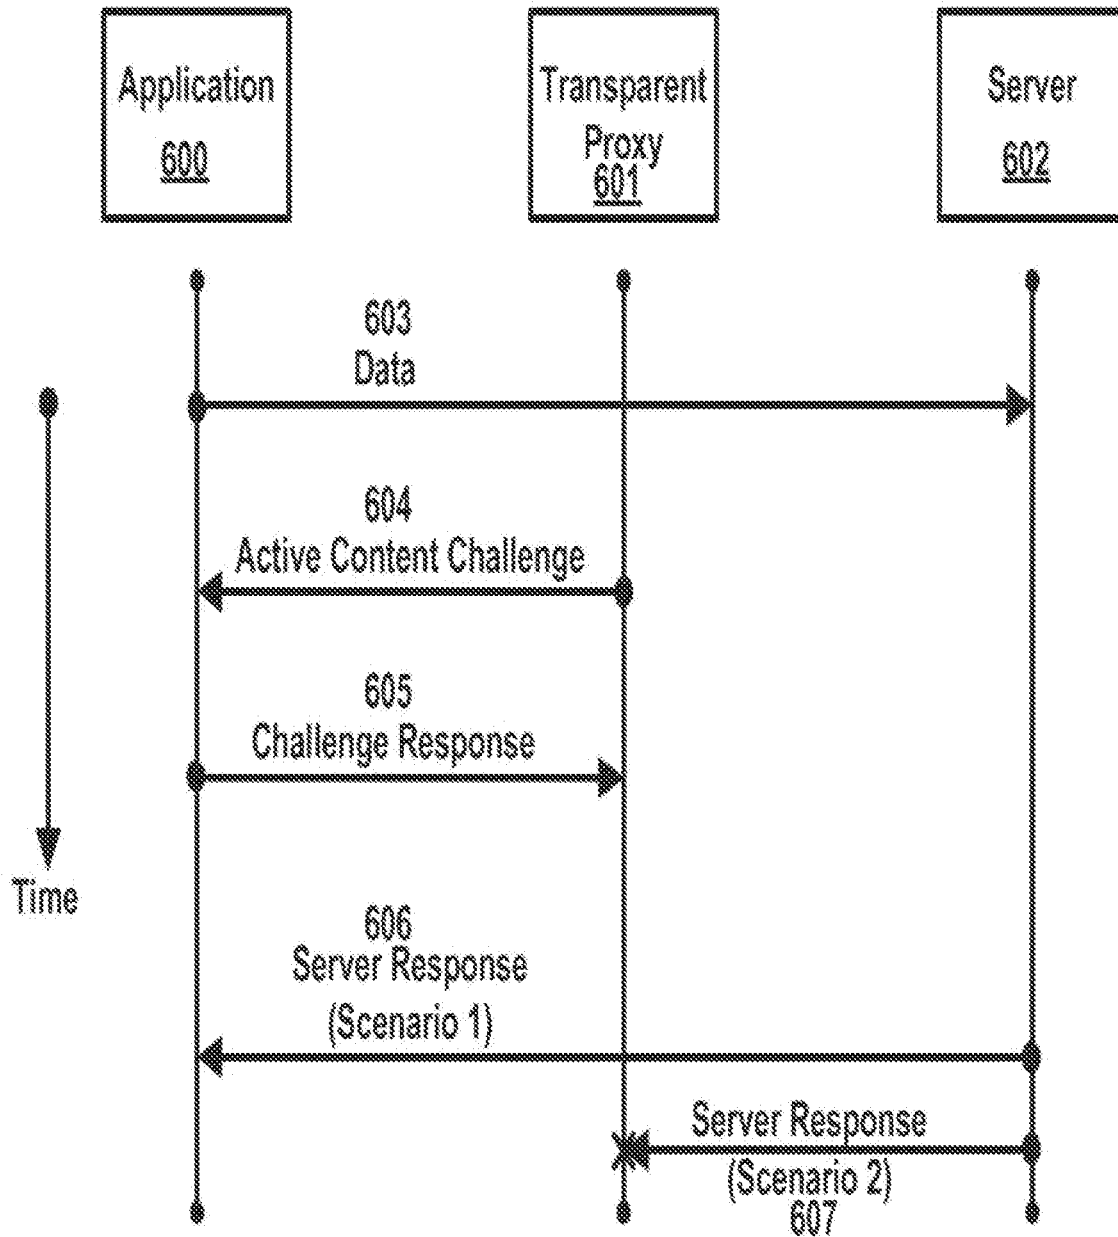 Application
600
Transparent
Proxy
601
Server
602
603
Data
604
Active Content Challenge
605
Challenge Response
Time
606
Server Response
(Scenario 1)
Server Response
(Scenario 2)
607